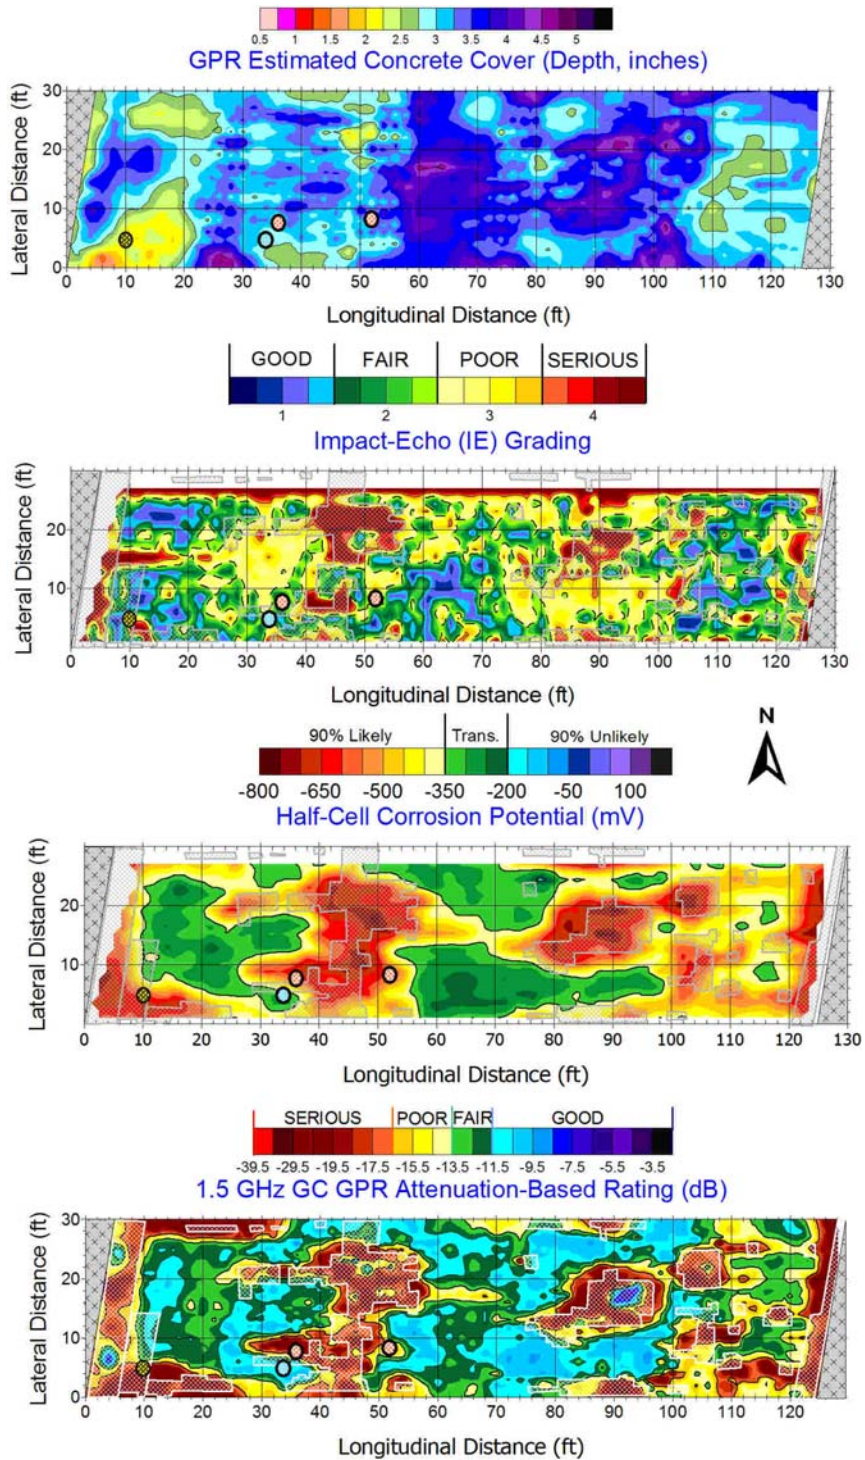 0.5 1 1.5 2 2.5 3 3.5 4 4.5 5
GPR Estimated Concrete Cover (Depth, inches)
Lateral Distance (ft)
30
20
10
0
0 10 20 30 40 50 60 70 80 90 100 110 120 130
Longitudinal Distance (ft)
GOOD FAIR POOR SERIOUS
1 2 3 4
Impact-Echo (IE) Grading
Lateral Distance (ft)
20
10
0 10 20 30 40 50 60 70 80 90 100 110 120 130
Longitudinal Distance (ft)
N
90% Likely Trans. 90% Unlikely
-800 -650 -500 -350 -200 -50 100
Half-Cell Corrosion Potential (mV)
Lateral Distance (ft)
20
10
0 10 20 30 40 50 60 70 80 90 100 110 120 130
Longitudinal Distance (ft)
SERIOUS POOR FAIR GOOD
-39.5 -29.5 -17.5 -15.5 -13.5 -11.5 -9.5 -7.5 -5.5 -3.5
1.5 GHz GC GPR Attenuation-Based Rating (dB)
Lateral Distance (ft)
30
20
10
0
0 10 20 30 40 50 60 70 80 90 100 110 120
Longitudinal Distance (ft)